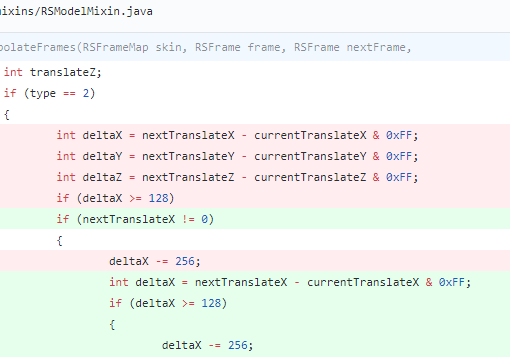 mixins/RSModelMixin.java
polateFrames(RSFrameMap skin, RSFrame frame, RSFrame nextFrame,
int translateZ;
if (type == 2)
{
int deltaX = nextTranslateX - currentTranslateX & 0xFF;
int deltaY = nextTranslateY - currentTranslateY & 0xFF;
int deltaZ = nextTranslateZ - currentTranslateZ & 0xFF;
if (deltaX >= 128)
if (nextTranslateX != 0)
{
deltaX -= 256;
int deltaX = nextTranslateX - currentTranslateX & 0xFF;
if (deltaX >= 128)
{
deltaX -= 256;